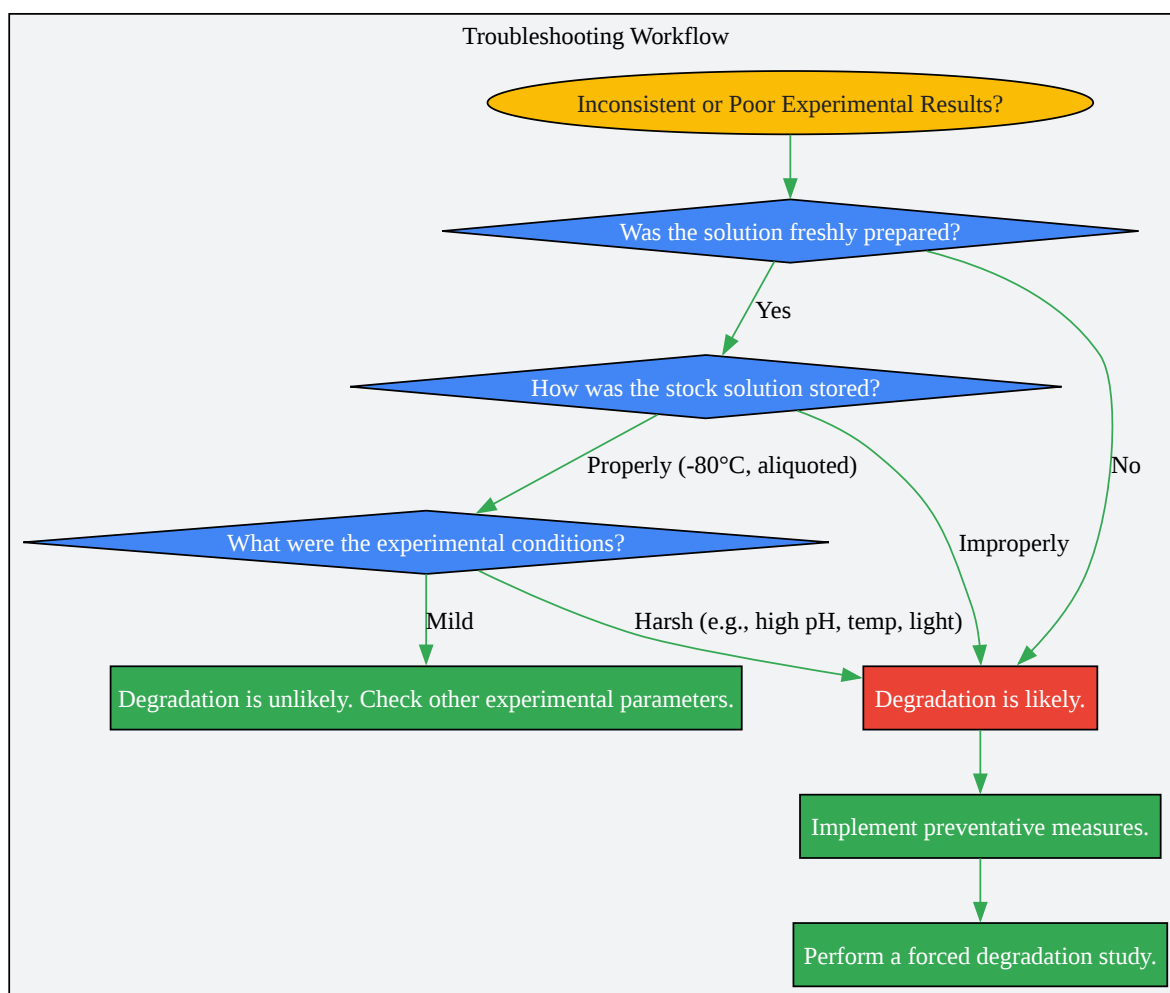 Troubleshooting Workflow
Inconsistent or Poor Experimental Results?
Was the solution freshly prepared?
Yes
How was the stock solution stored?
Properly (-80°C, aliquoted)
No
What were the experimental conditions?
Improperly
Mild
Harsh (e.g., high pH, temp, light)
Degradation is unlikely. Check other experimental parameters.
Degradation is likely.
Implement preventative measures.
Perform a forced degradation study.